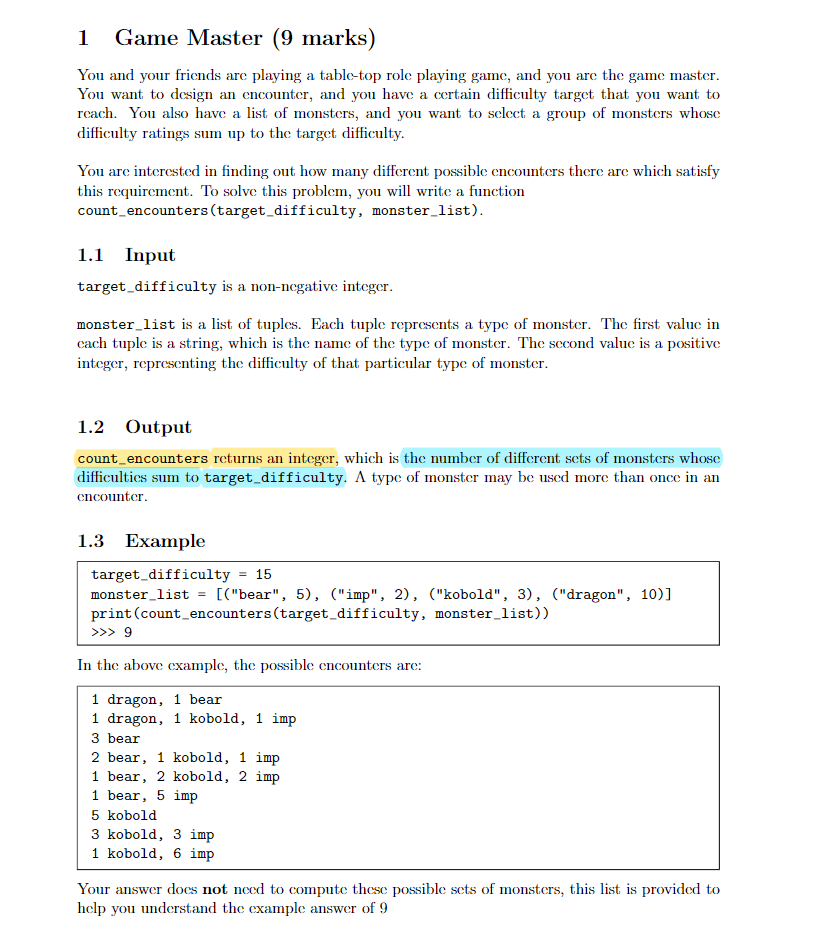 1 Game Master (9 marks)
You and your friends are playing a table-top role playing game, and you are the game master.
You want to design an encounter, and you have a certain difficulty target that you want to
reach. You also have a list of monsters, and you want to select a group of monsters whose
difficulty ratings sum up to the target difficulty.
You are interested in finding out how many different possible encounters there are which satisfy
this requirement. To solve this problem, you will write a function
count_encounters(target_difficulty, monster_list).
1.1 Input
target_difficulty is a non-negative integer.
monster_list is a list of tuples. Each tuple represents a type of monster. The first value in
each tuple is a string, which is the name of the type of monster. The second value is a positive
integer, representing the difficulty of that particular type of monster.
1.2 Output
count_encounters returns an integer, which is the number of different sets of monsters whose
difficulties sum to target_difficulty. A type of monster may be used more than once in an
encounter.
1.3 Example
target_difficulty = 15
monster_list = [("bear", 5), ("imp", 2), ("kobold", 3), ("dragon", 10)]
print(count_encounters(target_difficulty, monster_list))
>>> 9
In the above example, the possible encounters are:
1 dragon, 1 bear
1 dragon, 1 kobold, 1 imp
3 bear
2 bear, 1 kobold, 1 imp
1 bear, 2 kobold, 2 imp
1 bear, 5 imp
5 kobold
3 kobold, 3 imp
1 kobold, 6 imp
Your answer does not need to compute these possible sets of monsters, this list is provided to
help you understand the example answer of 9